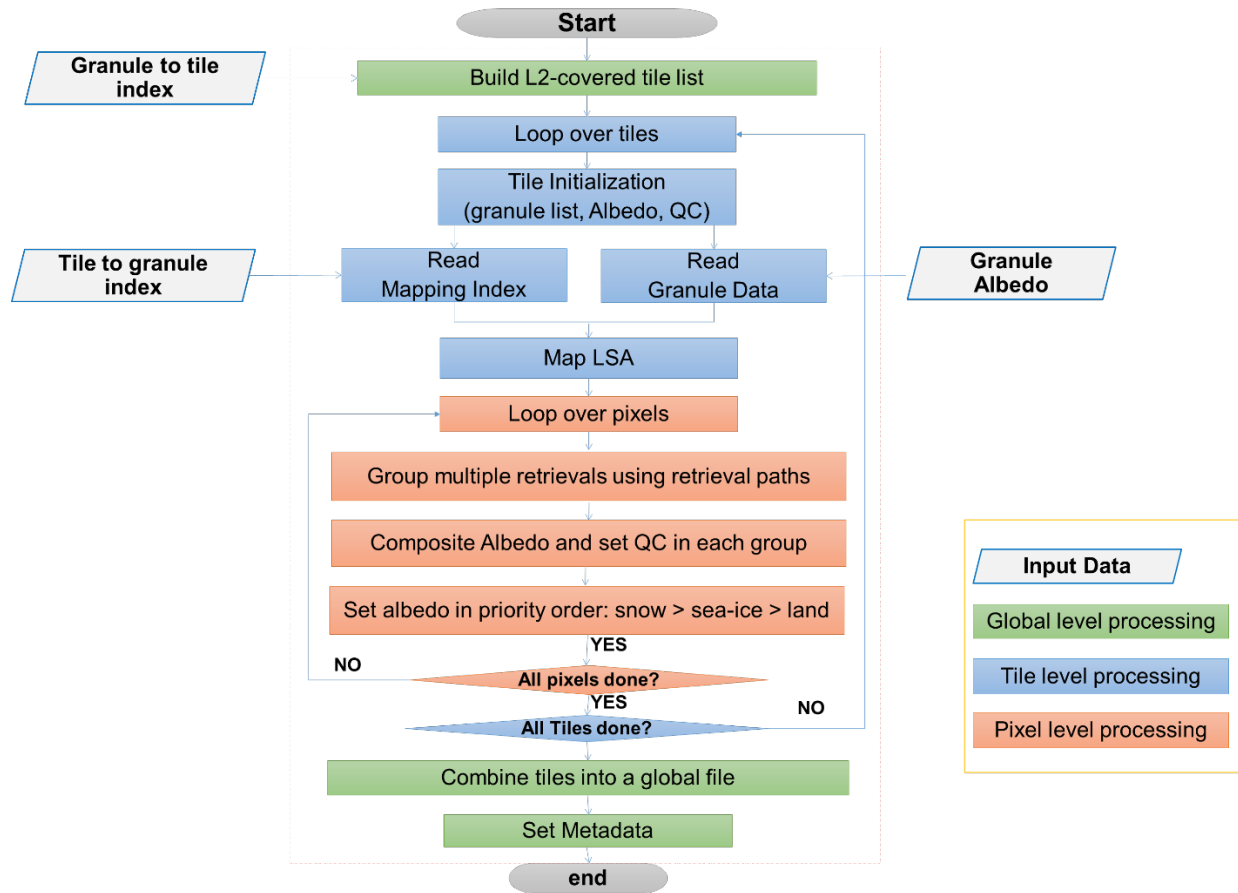 Start
Granule to tile
index
Build L2-covered tile list
Loop over tiles
Tile Initialization
(granule list, Albedo, QC)
Tile to granule
index
Read
Mapping Index
Read
Granule Data
Granule
Albedo
Map LSA
Loop over pixels
Group multiple retrievals using retrieval paths
Composite Albedo and set QC in each group
Set albedo in priority order: snow > sea-ice > land
YES
NO
All pixels done?
YES
NO
All Tiles done?
Combine tiles into a global file
Set Metadata
end
Input Data
Global level processing
Tile level processing
Pixel level processing